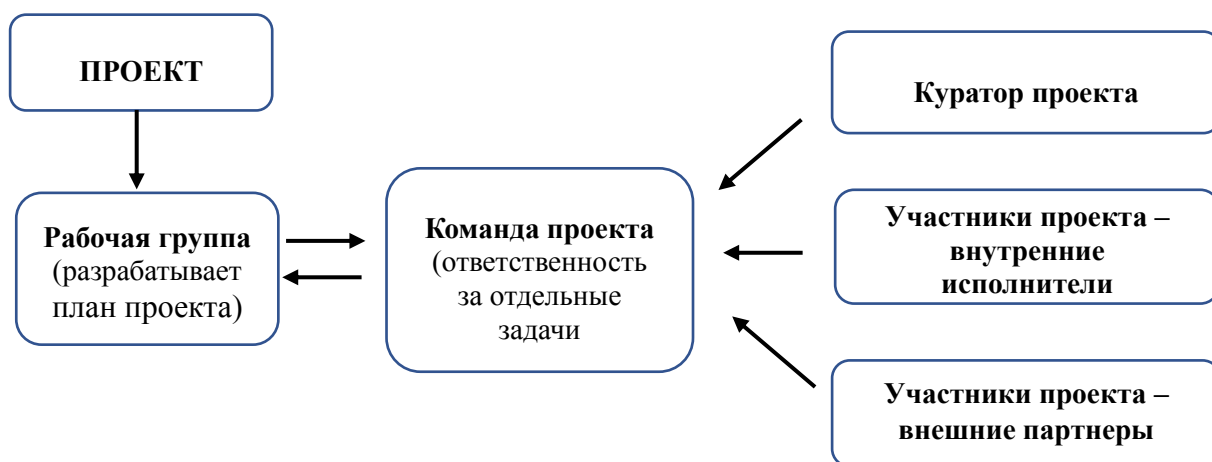 ПРОЕКТ
Рабочая группа
(разрабатывает
план проекта)
Команда проекта
(ответственность
за отдельные
задачи
Куратор проекта
Участники проекта –
внутренние
исполнители
Участники проекта –
внешние партнеры